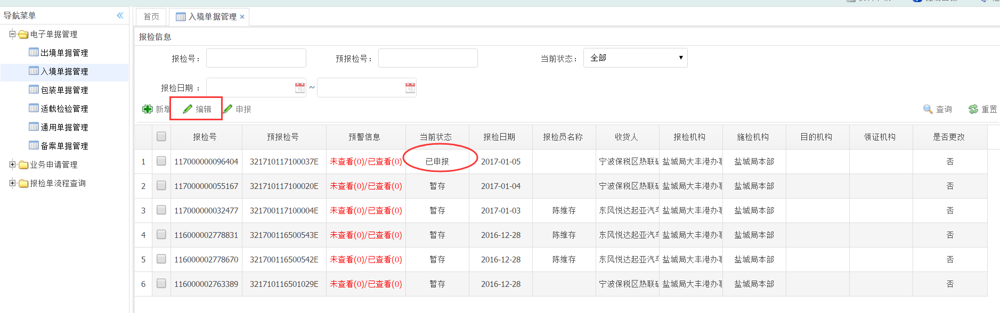 导航菜单
电子单据管理
出境单据管理
入境单据管理
包装单据管理
适载检验管理
通用单据管理
备案单据管理
业务申请管理
报检单流程查询
首页 入境单据管理
报检信息
报检号： 预报检号： 当前状态： 全部
报检日期 ： ~
新增 编辑 申报 查询 重置
报检号 预报检号 预警信息 当前状态 报检日期 报检员名称 收货人 报检机构 施检机构 目的机构 领证机构 是否更改
1 117000000096404 321710117100037E 未查看(0)/已查看(0) 已申报 2017-01-05 宁波保税区热联 盐城局大丰港办 盐城局本部 否
2 117000000055167 321710117100020E 未查看(0)/已查看(0) 暂存 2017-01-04 宁波保税区热联 盐城局大丰港办 盐城局本部 否
3 117000000032477 321700117100004E 未查看(0)/已查看(0) 暂存 2017-01-03 陈维存 东风悦达起亚汽 盐城局大丰港办 盐城局本部 否
4 116000002778831 321700116500543E 未查看(0)/已查看(0) 暂存 2016-12-28 陈维存 东风悦达起亚汽 盐城局大丰港办 盐城局本部 否
5 116000002778670 321700116500542E 未查看(0)/已查看(0) 暂存 2016-12-28 陈维存 东风悦达起亚汽 盐城局大丰港办 盐城局本部 否
6 116000002763389 321710116501029E 未查看(0)/已查看(0) 暂存 2016-12-28 宁波保税区热联 盐城局大丰港办 盐城局本部 否